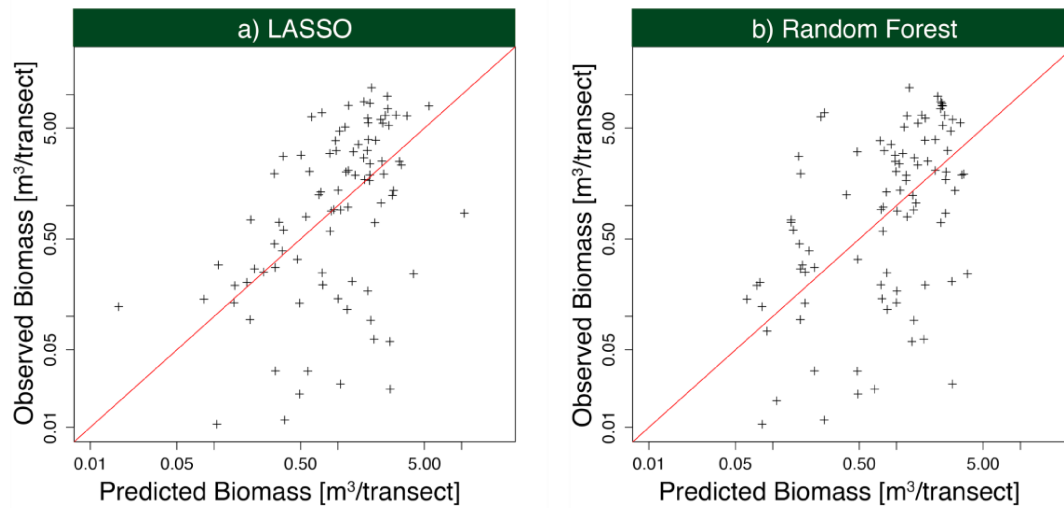 a) LASSO
Observed Biomass [m³/transect]
5.00
0.50
0.05
0.01
0.01 0.05 0.50 5.00
Predicted Biomass [m³/transect]
b) Random Forest
Observed Biomass [m³/transect]
5.00
0.50
0.05
0.01
0.01 0.05 0.50 5.00
Predicted Biomass [m³/transect]